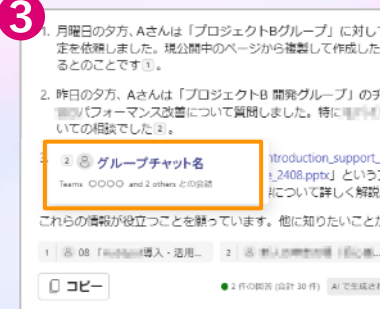 3
1. 月曜日の夕方、Aさんは「プロジェクトBグループ」に対し
定を依頼しました。現公開中のページから複製して作成した
るとのことです 1 。
2. 昨日の夕方、Aさんは「プロジェクトB 開発グループ」の
パフォーマンス改善について質問しました。特に
いての相談でした 2 。
3.
2 グループチャット名
Teams ○○○○ and 2 others との会話
ntroduction_support_
_2408.pptx」という
について詳しく解説
これらの情報が役立つことを願っています。他に知りたいこと
1 08「 導入・活用...
2
コピー
2 件の回答 (合計 30 件)
AI で生成され